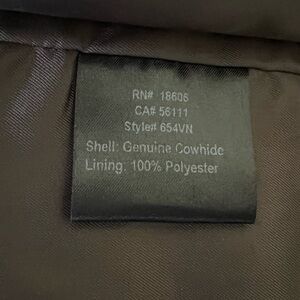 RN# 18606
CA# 56111
Style# 654VN
Shell: Genuine Cowhide
Lining: 100% Polyester